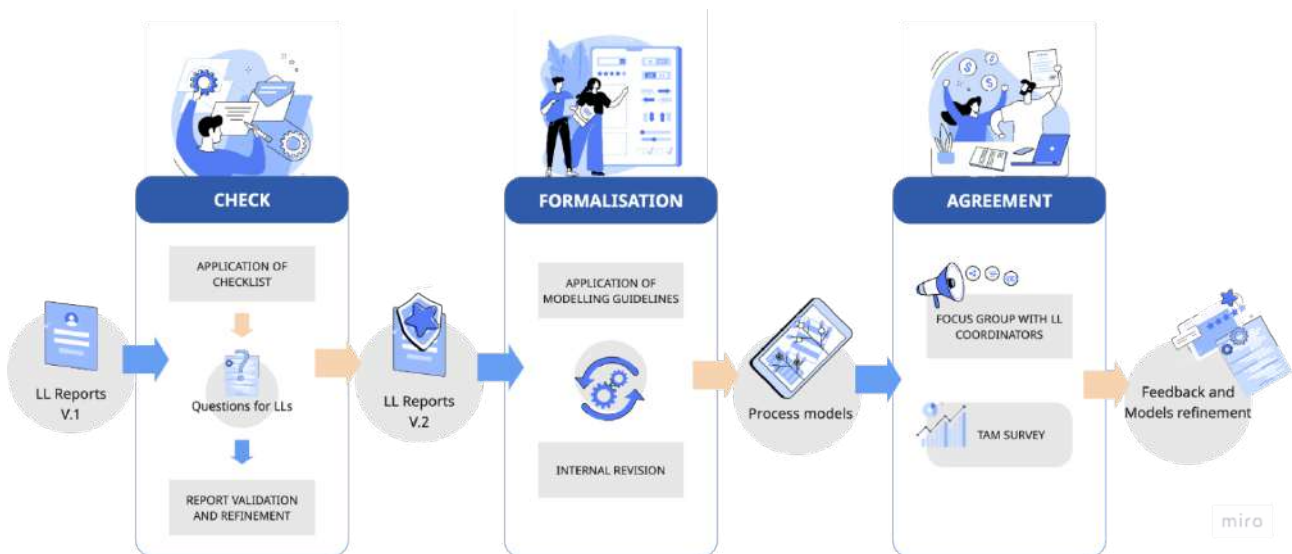 LL Reports
V.1
CHECK
APPLICATION OF
CHECKLIST
?
Questions for LLs
REPORT VALIDATION
AND REFINEMENT
LL Reports
V.2
FORMALISATION
APPLICATION OF
MODELLING GUIDELINES
INTERNAL REVISION
Process models
AGREEMENT
FOCUS GROUP WITH LL
COORDINATORS
TAM SURVEY
Feedback and
Models refinement
miro